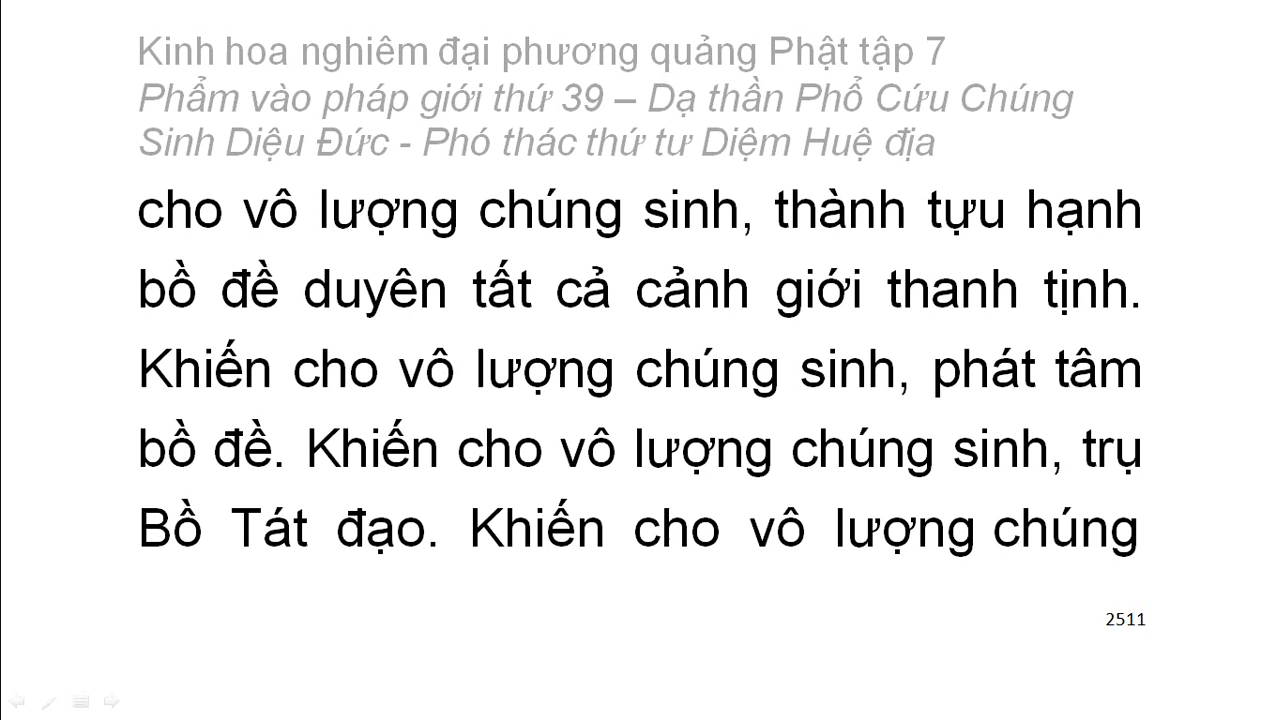 Kinh hoa nghiêm đại phương quảng Phật tập 7
Phẩm vào pháp giới thứ 39 – Dạ thần Phổ Cứu Chúng
Sinh Diệu Đức - Phó thác thứ tư Diệm Huệ địa
cho vô lượng chúng sinh, thành tựu hạnh
bồ đề duyên tất cả cảnh giới thanh tịnh.
Khiến cho vô lượng chúng sinh, phát tâm
bồ đề. Khiến cho vô lượng chúng sinh, trụ
Bồ Tát đạo. Khiến cho vô lượng chúng
2511